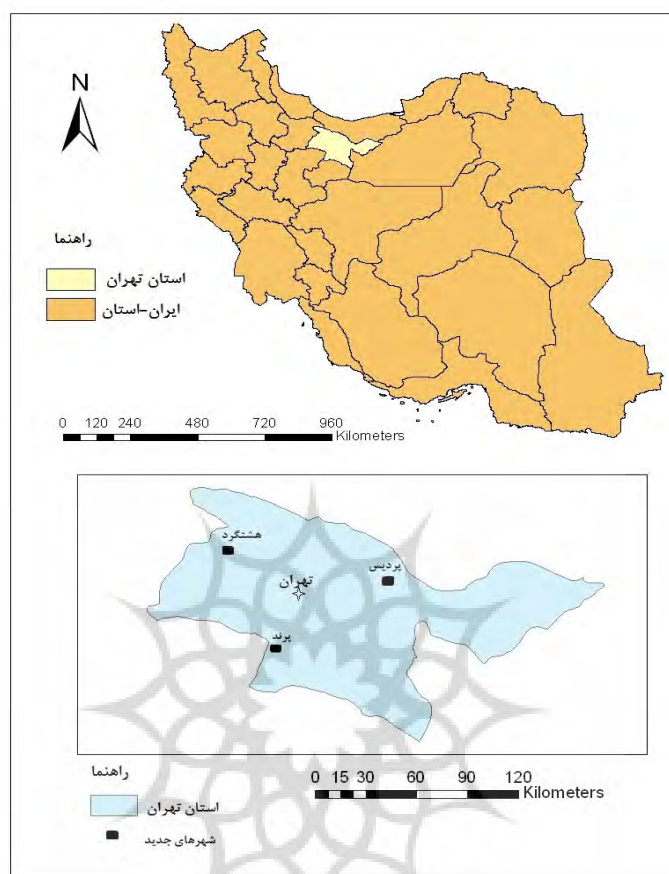 N
راهنما
استان تهران
ایران-استان
0 120 240 480 720 960
Kilometers
هشتگرد
پردیس
تهران
پرند
راهنما
استان تهران
شهرهای جدید
0 15 30 60 90 120
Kilometers